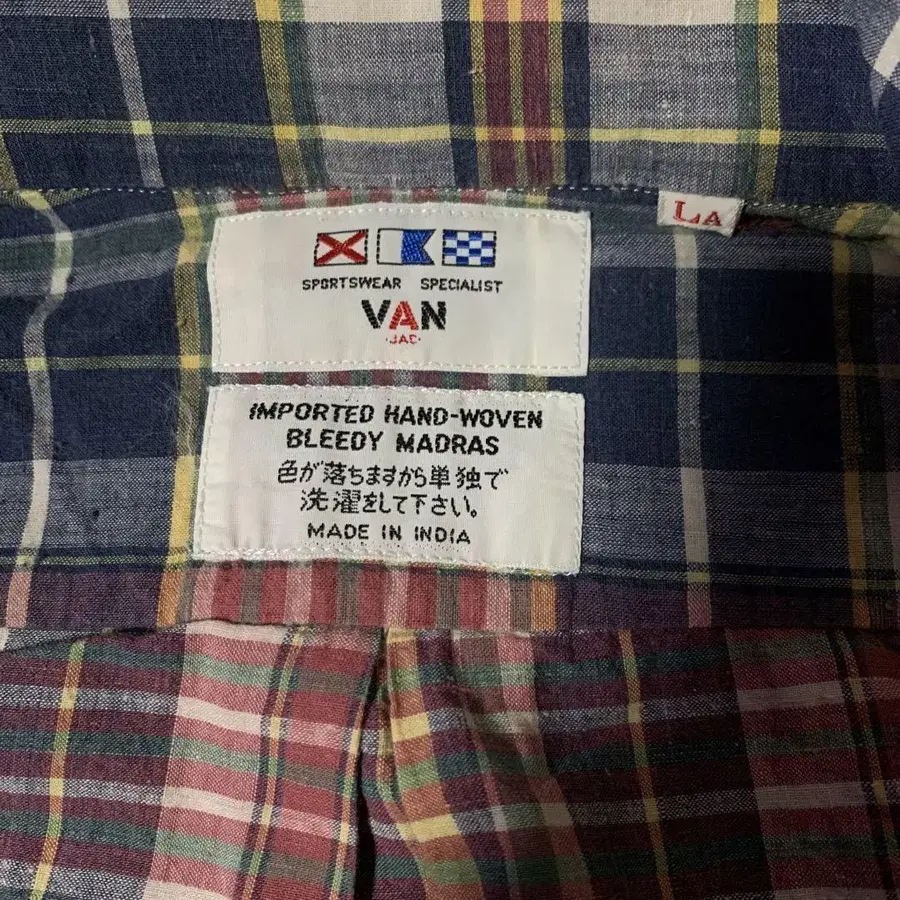 LA
SPORTSWEAR SPECIALIST
VAN
·JAC·
IMPORTED HAND-WOVEN
BLEEDY MADRAS
色が落ちますから単独で
洗濯をして下さい。
MADE IN INDIA